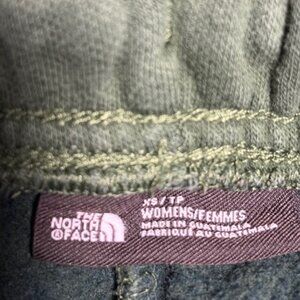 THE
NORTH
FACE
XS / TP
WOMENS/FEMMES
MADE IN GUATEMALA
FABRIQUÉ AU GUATEMALA